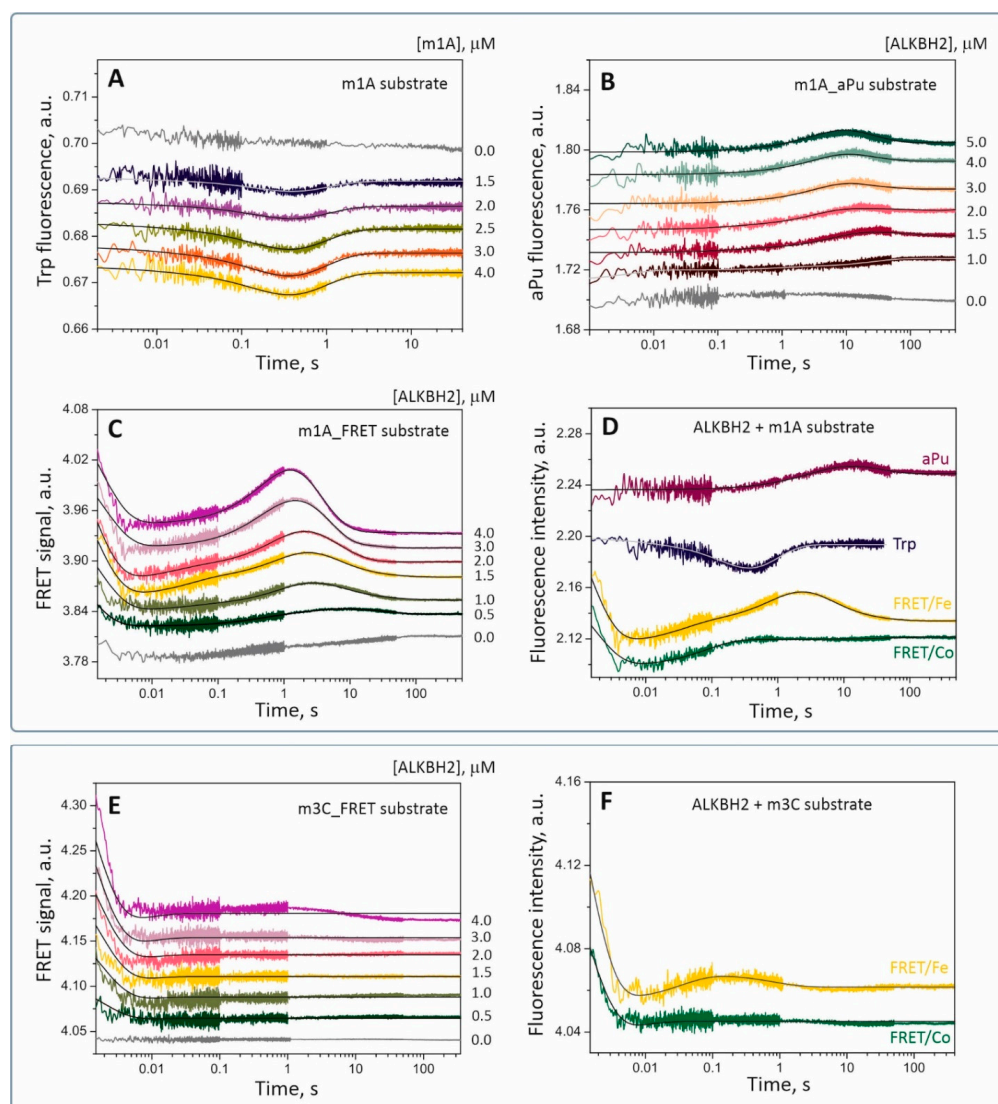 [m1A], μM
A
m1A substrate
Trp fluorescence, a.u.
0.71
0.70
0.69
0.68
0.67
0.66
0.0
1.5
2.0
2.5
3.0
4.0
0.01
0.1
1
10
Time, s
[ALKBH2], μM
B
m1A_aPu substrate
aPu fluorescence, a.u.
1.84
1.80
1.76
1.72
1.68
5.0
4.0
3.0
2.0
1.5
1.0
0.0
0.01
0.1
1
10
100
Time, s
[ALKBH2], μM
C
m1A_FRET substrate
FRET signal, a.u.
4.08
4.02
3.96
3.90
3.84
3.78
4.0
3.0
2.0
1.5
1.0
0.5
0.0
0.01
0.1
1
10
100
Time, s
D
ALKBH2 + m1A substrate
Fluorescence intensity, a.u.
2.28
2.24
2.20
2.16
2.12
aPu
Trp
FRET/Fe
FRET/Co
0.01
0.1
1
10
100
Time, s
[ALKBH2], μM
E
m3C_FRET substrate
FRET signal, a.u.
4.30
4.25
4.20
4.15
4.10
4.05
4.0
3.0
2.0
1.5
1.0
0.5
0.0
0.01
0.1
1
10
100
Time, s
F
ALKBH2 + m3C substrate
Fluorescence intensity, a.u.
4.16
4.12
4.08
4.04
FRET/Fe
FRET/Co
0.01
0.1
1
10
100
Time, s